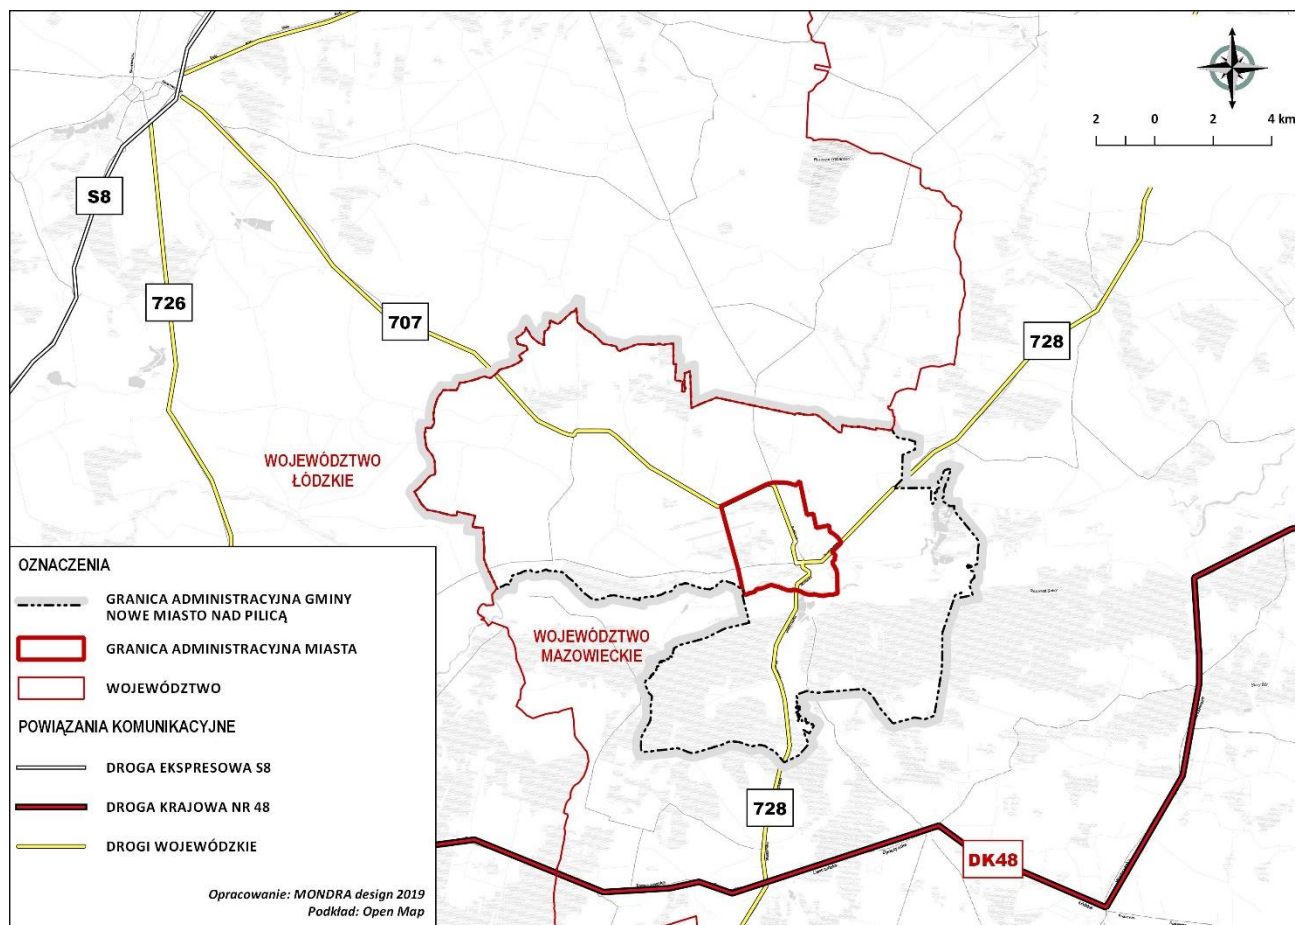 2 0 2 4 km
S8
726
707
728
WOJEWÓDZTWO
ŁÓDZKIE
WOJEWÓDZTWO
MAZOWIECKIE
728
DK48
OZNACZENIA
GRANICA ADMINISTRACYJNA GMINY
NOWE MIASTO NAD PILICĄ
GRANICA ADMINISTRACYJNA MIASTA
WOJEWÓDZTWO
POWIĄZANIA KOMUNIKACYJNE
DROGA EKSPRESOWA S8
DROGA KRAJOWA NR 48
DROGI WOJEWÓDZKIE
Opracowanie: MONDRA design 2019
Podkład: Open Map